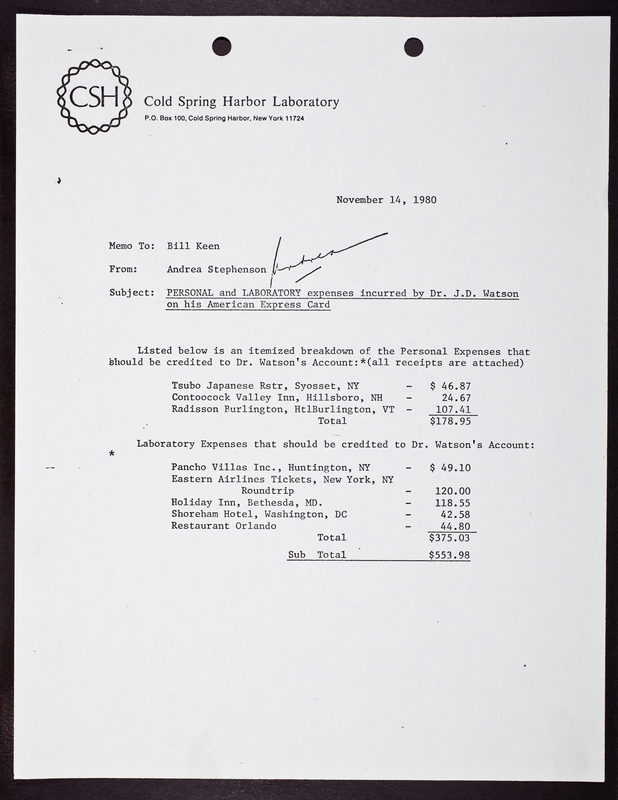 CSH
Cold Spring Harbor Laboratory
P.O. Box 100, Cold Spring Harbor, New York 11724
November 14, 1980
Memo To: Bill Keen
From: Andrea Stephenson Andrea
Subject: PERSONAL and LABORATORY expenses incurred by Dr. J.D. Watson
on his American Express Card
Listed below is an itemized breakdown of the Personal Expenses that
should be credited to Dr. Watson's Account:*(all receipts are attached)
Tsubo Japanese Rstr, Syosset, NY - $ 46.87
Contoocock Valley Inn, Hillsboro, NH - 24.67
Radisson Burlington, HtlBurlington, VT - 107.41
Total $178.95
Laboratory Expenses that should be credited to Dr. Watson's Account:
*
Pancho Villas Inc., Huntington, NY - $ 49.10
Eastern Airlines Tickets, New York, NY
Roundtrip - 120.00
Holiday Inn, Bethesda, MD. - 118.55
Shoreham Hotel, Washington, DC - 42.58
Restaurant Orlando - 44.80
Total $375.03
Sub Total $553.98